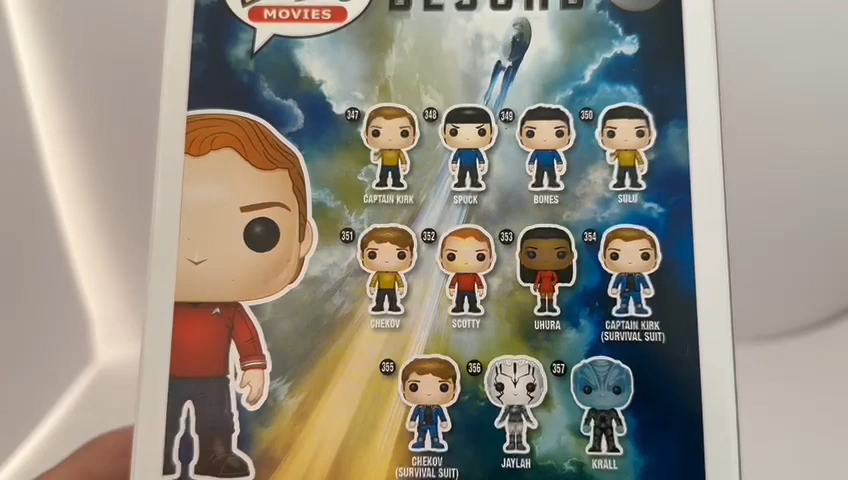 MOVIES
BEYOND
347 348 349 350
CAPTAIN KIRK SPOCK BONES SULU
351 352 353 354
CHEKOV SCOTTY UHURA CAPTAIN KIRK
(SURVIVAL SUIT)
355 356 357
CHEKOV JAYLAH KRALL
(SURVIVAL SUIT)